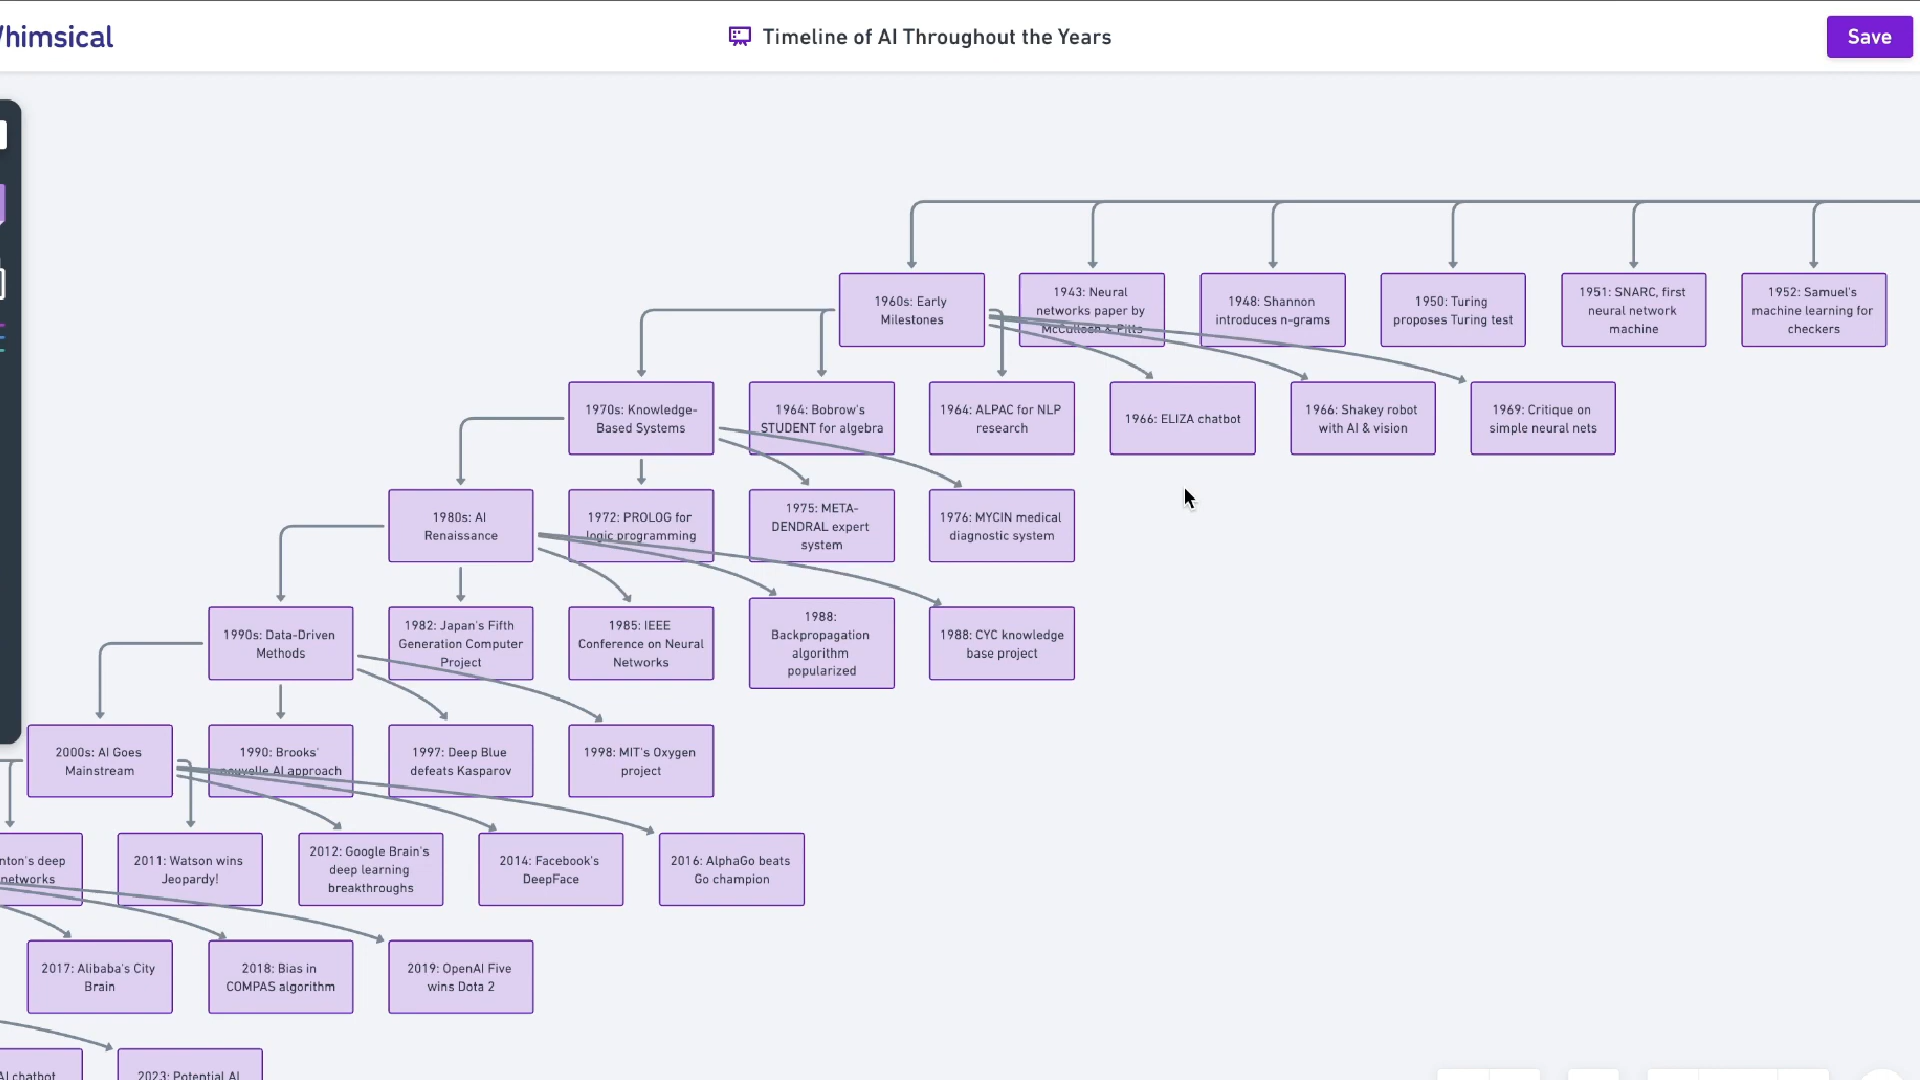 Whimsical
Timeline of AI Throughout the Years
Save
1960s: Early
Milestones
1943: Neural
networks paper by
McCulloch & Pitts
1948: Shannon
introduces n-grams
1950: Turing
proposes Turing test
1951: SNARC, first
neural network
machine
1952: Samuel's
machine learning for
checkers
1970s: Knowledge-
Based Systems
1964: Bobrow's
STUDENT for algebra
1964: ALPAC for NLP
research
1966: ELIZA chatbot
1966: Shakey robot
with AI & vision
1969: Critique on
simple neural nets
1980s: AI
Renaissance
1972: PROLOG for
logic programming
1975: META-
DENDRAL expert
system
1976: MYCIN medical
diagnostic system
1990s: Data-Driven
Methods
1982: Japan's Fifth
Generation Computer
Project
1985: IEEE
Conference on Neural
Networks
1988:
Backpropagation
algorithm
popularized
1988: CYC knowledge
base project
2000s: AI Goes
Mainstream
1990: Brooks'
nouvelle AI approach
1997: Deep Blue
defeats Kasparov
1998: MIT's Oxygen
project
nton's deep
networks
2011: Watson wins
Jeopardy!
2012: Google Brain's
deep learning
breakthroughs
2014: Facebook's
DeepFace
2016: AlphaGo beats
Go champion
2017: Alibaba's City
Brain
2018: Bias in
COMPAS algorithm
2019: OpenAI Five
wins Dota 2
AI chatbot
2023: Potential AI